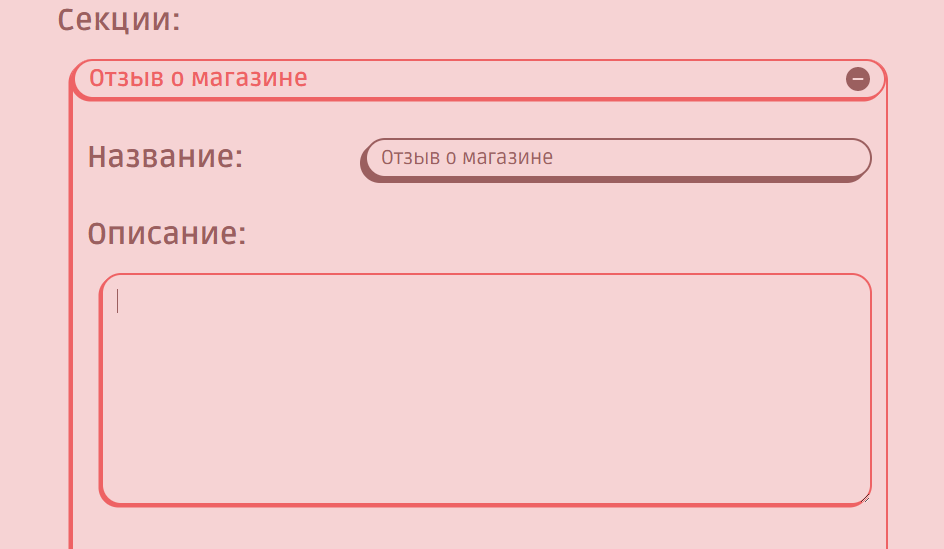 Секции:
Отзыв о магазине
Название:
Отзыв о магазине
Описание: